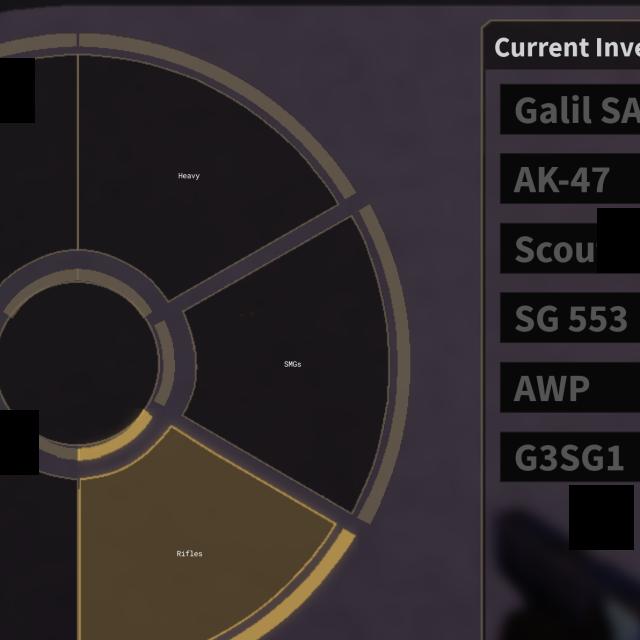 Heavy
SMGs
Rifles
Current Inve
Galil SA
AK-47
Scou
SG 553
AWP
G3SG1